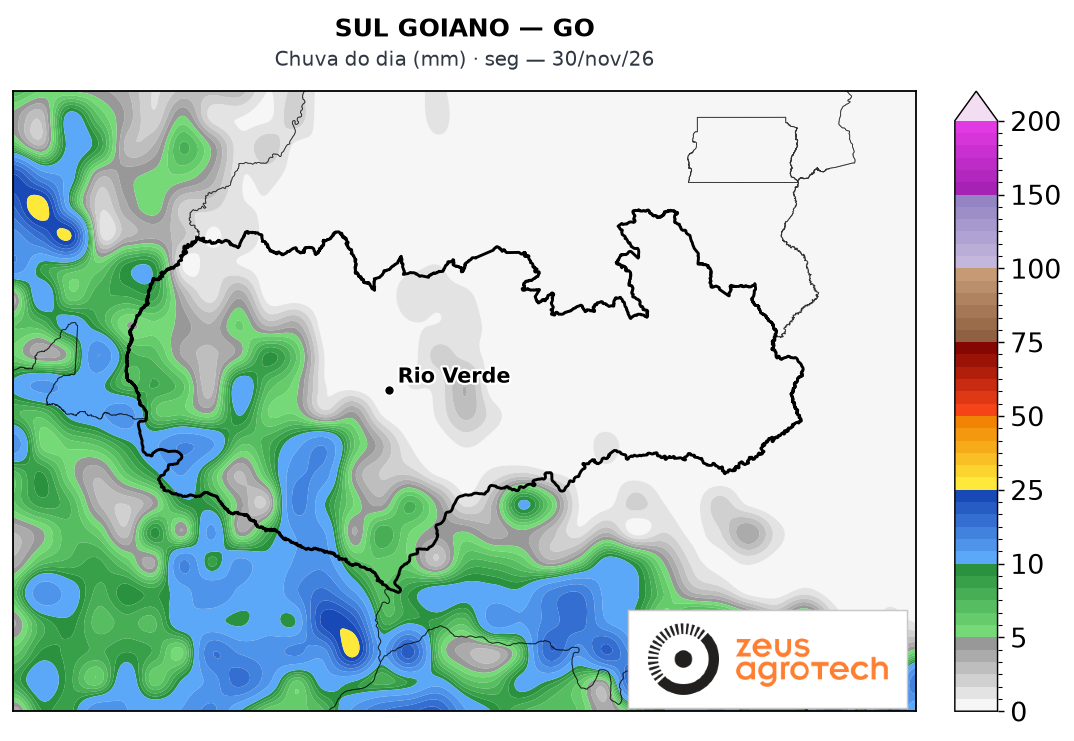 SUL GOIANO — GO
Chuva do dia (mm) · seg — 30/nov/26
200
150
100
75
50
25
10
5
0
Rio Verde
zeus
agroTech